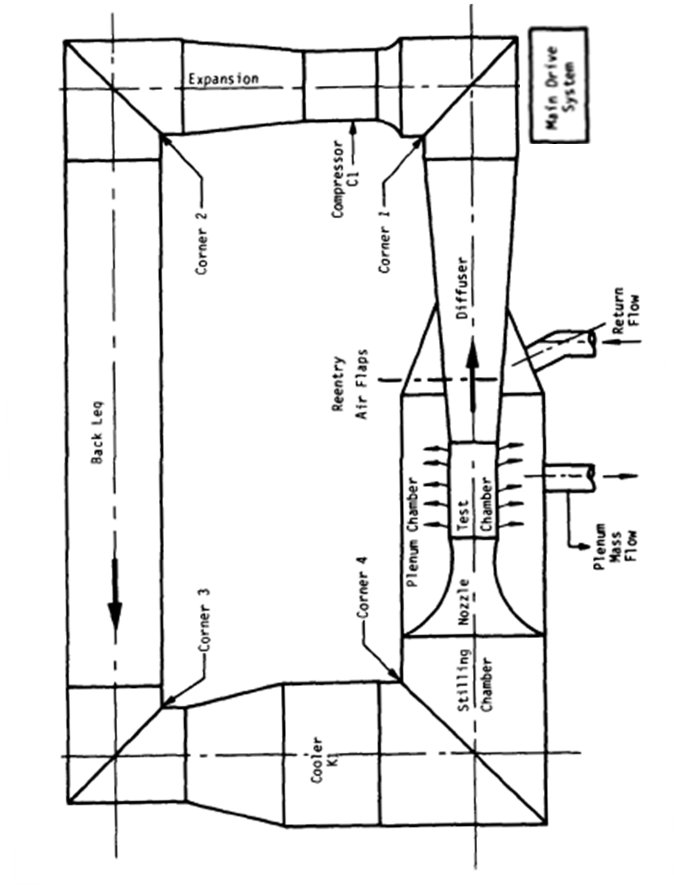 Main Drive
System
Expansion
Compressor
C1
Corner 1
Corner 2
Diffuser
Return
Flow
Reentry
Air Flaps
Back Leg
Plenum Chamber
Test
Chamber
Plenum
Mass
Flow
Nozzle
Corner 4
Corner 3
Stilling
Chamber
Cooler
K1